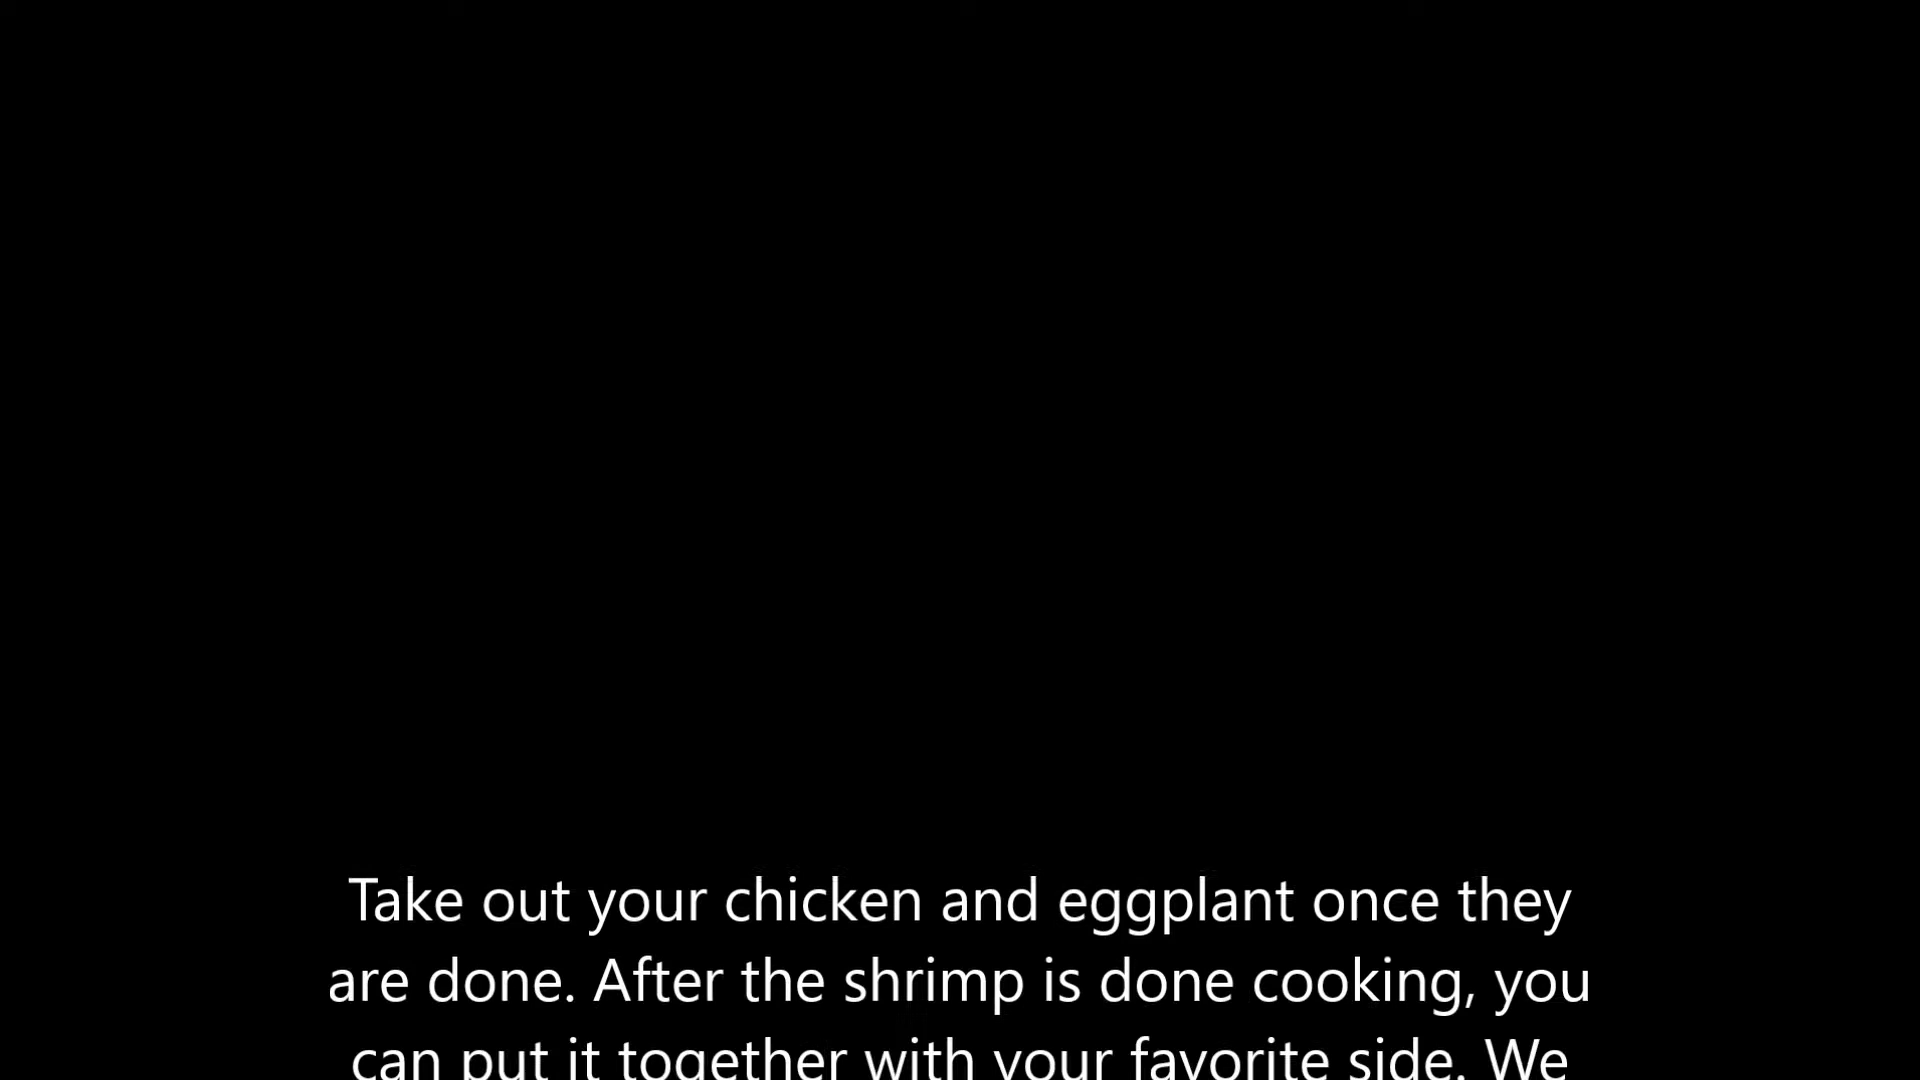 Take out your chicken and eggplant once they
are done. After the shrimp is done cooking, you
can put it together with your favorite side. We